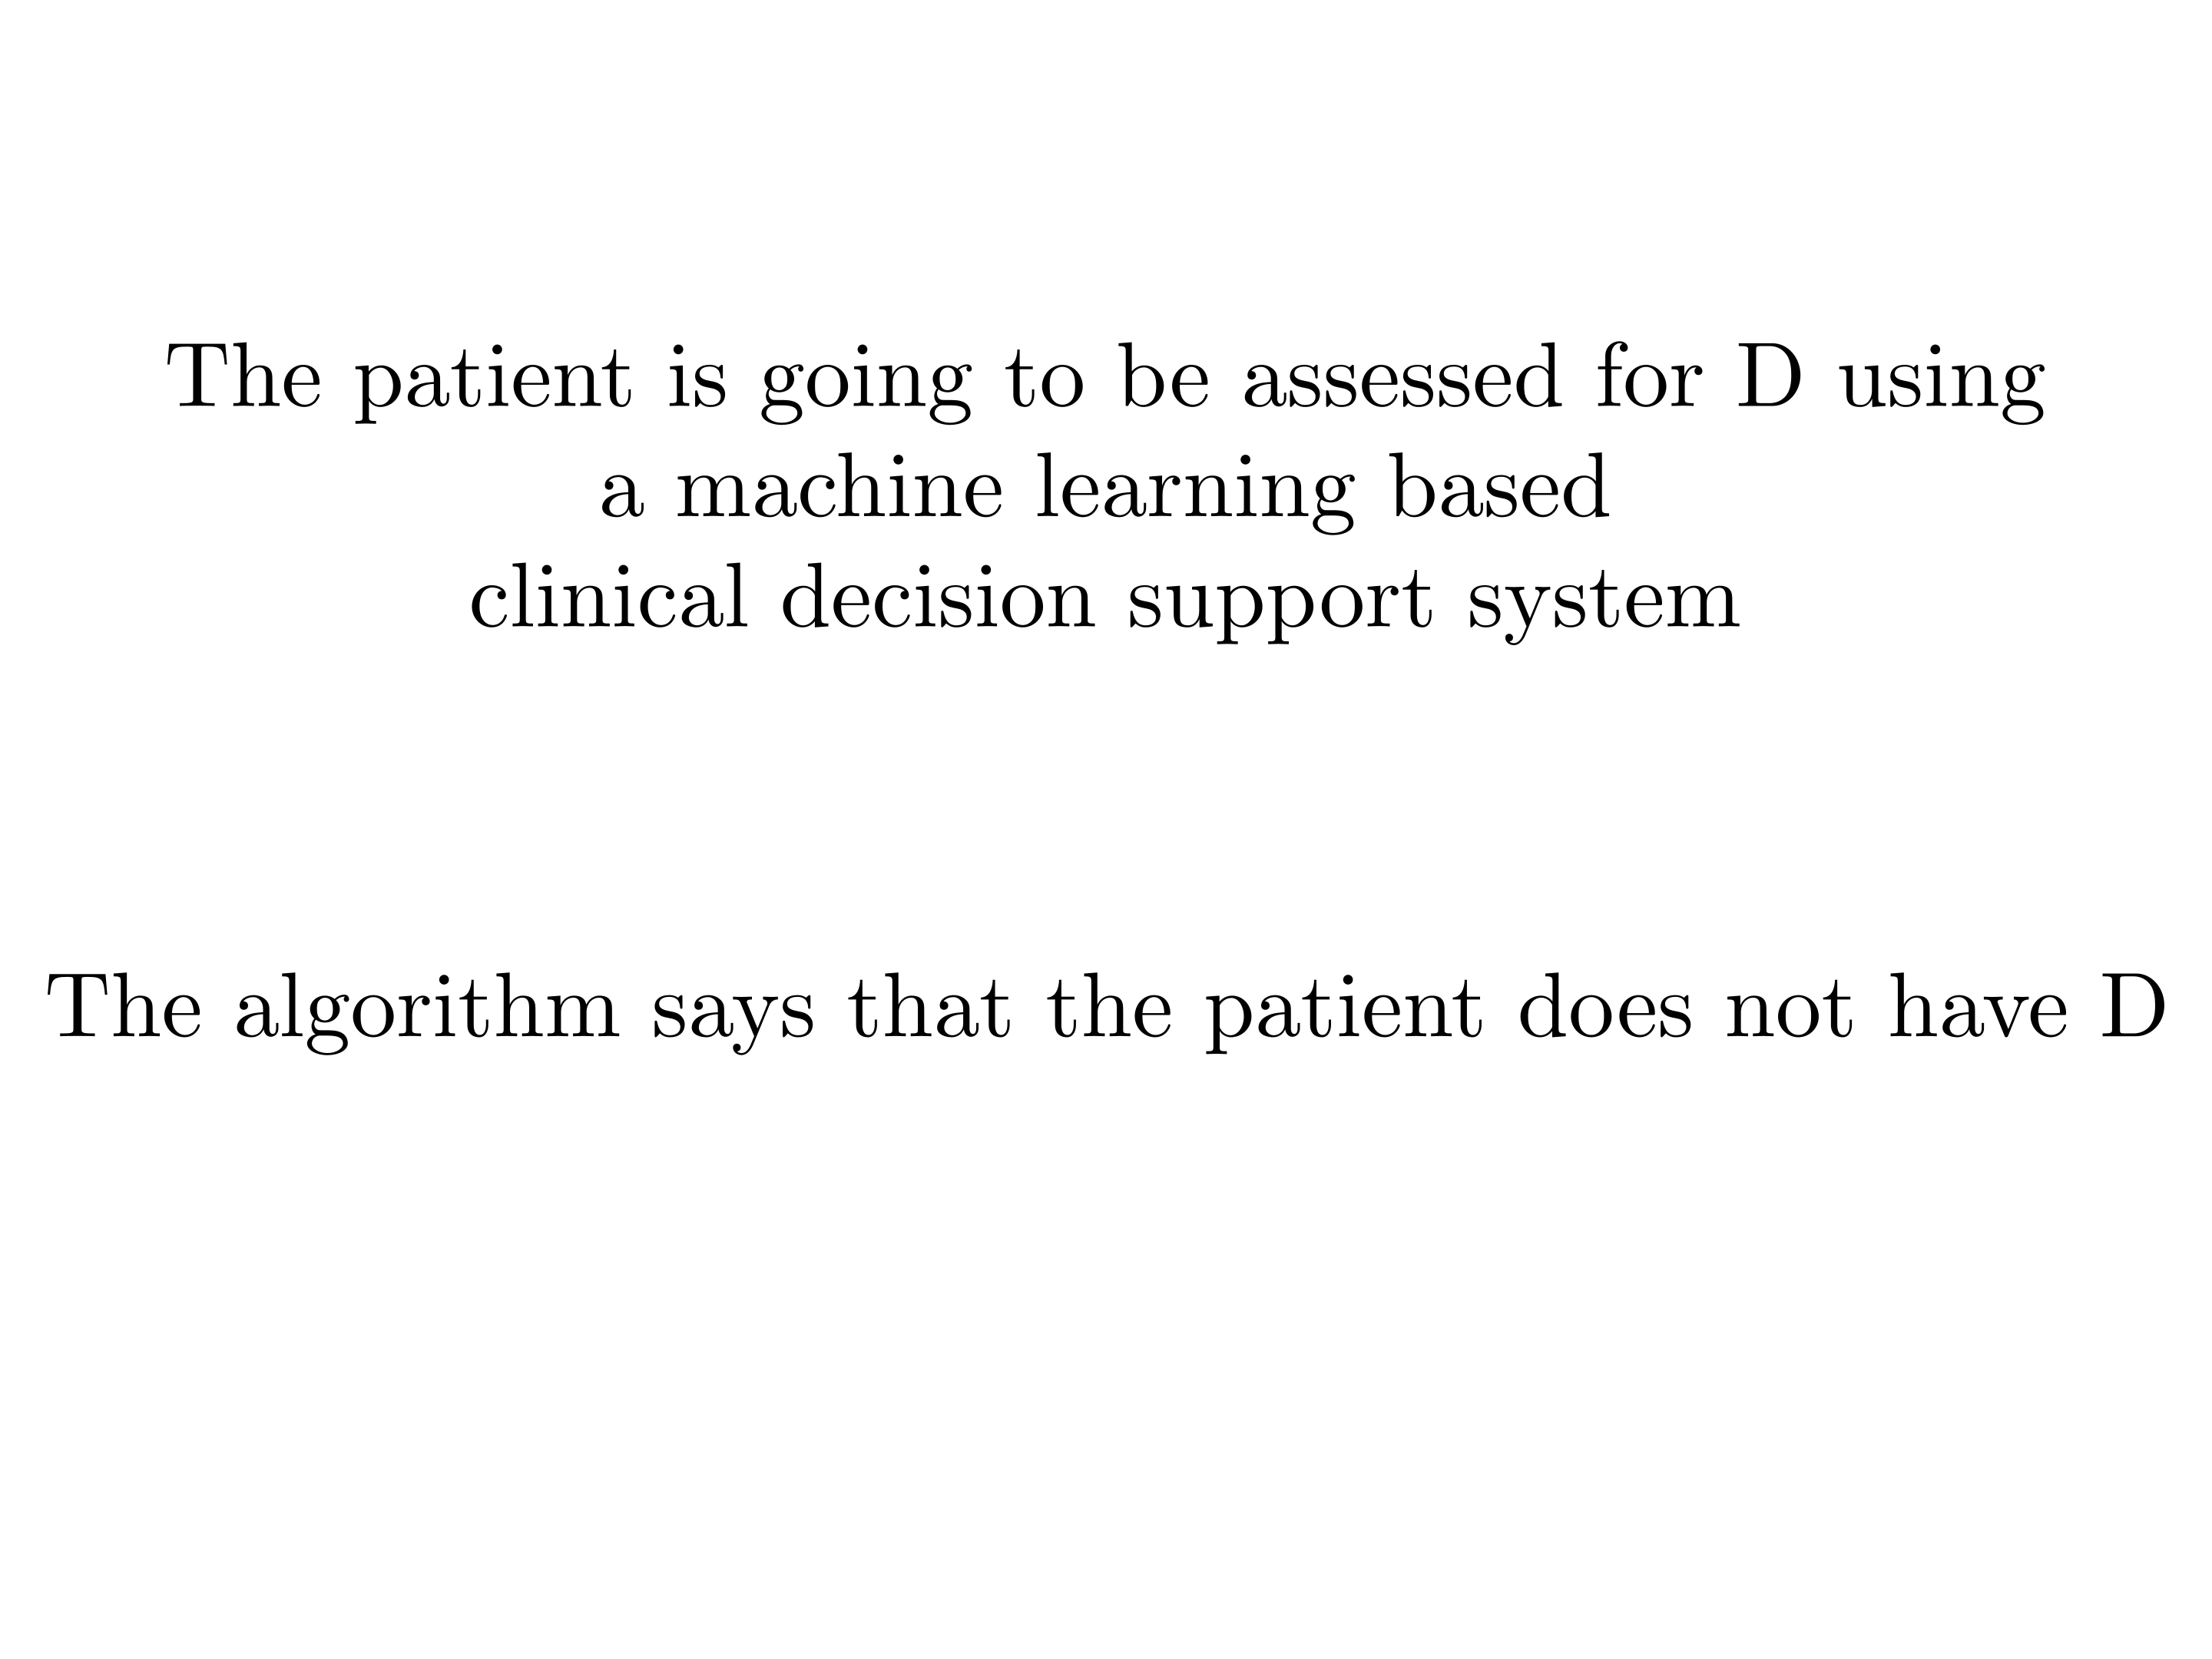 The patient is going to be assessed for D using
a machine learning based
clinical decision support system
The algorithm says that the patient does not have D